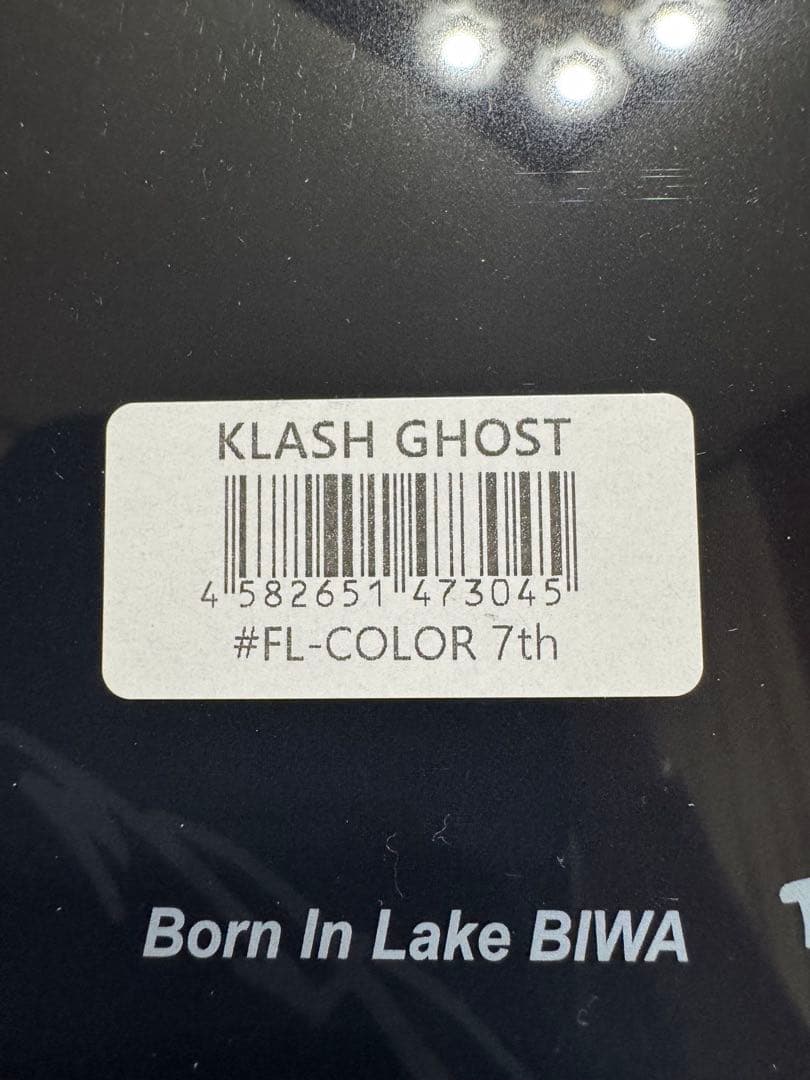 KLASH GHOST
4 582651 473045
#FL-COLOR 7th
Born In Lake BIWA